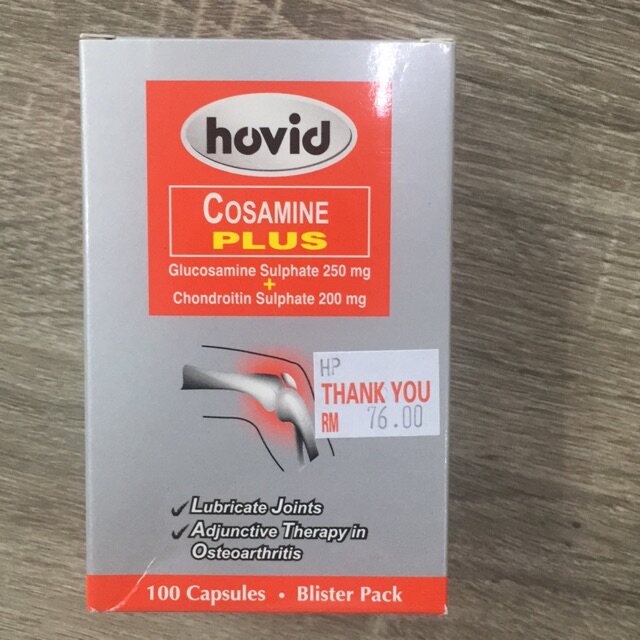 hovid
COSAMINE
PLUS
Glucosamine Sulphate 250 mg
+
Chondroitin Sulphate 200 mg
HP
THANK YOU
RM 76.00
Lubricate Joints
Adjunctive Therapy in
Osteoarthritis
100 Capsules • Blister Pack